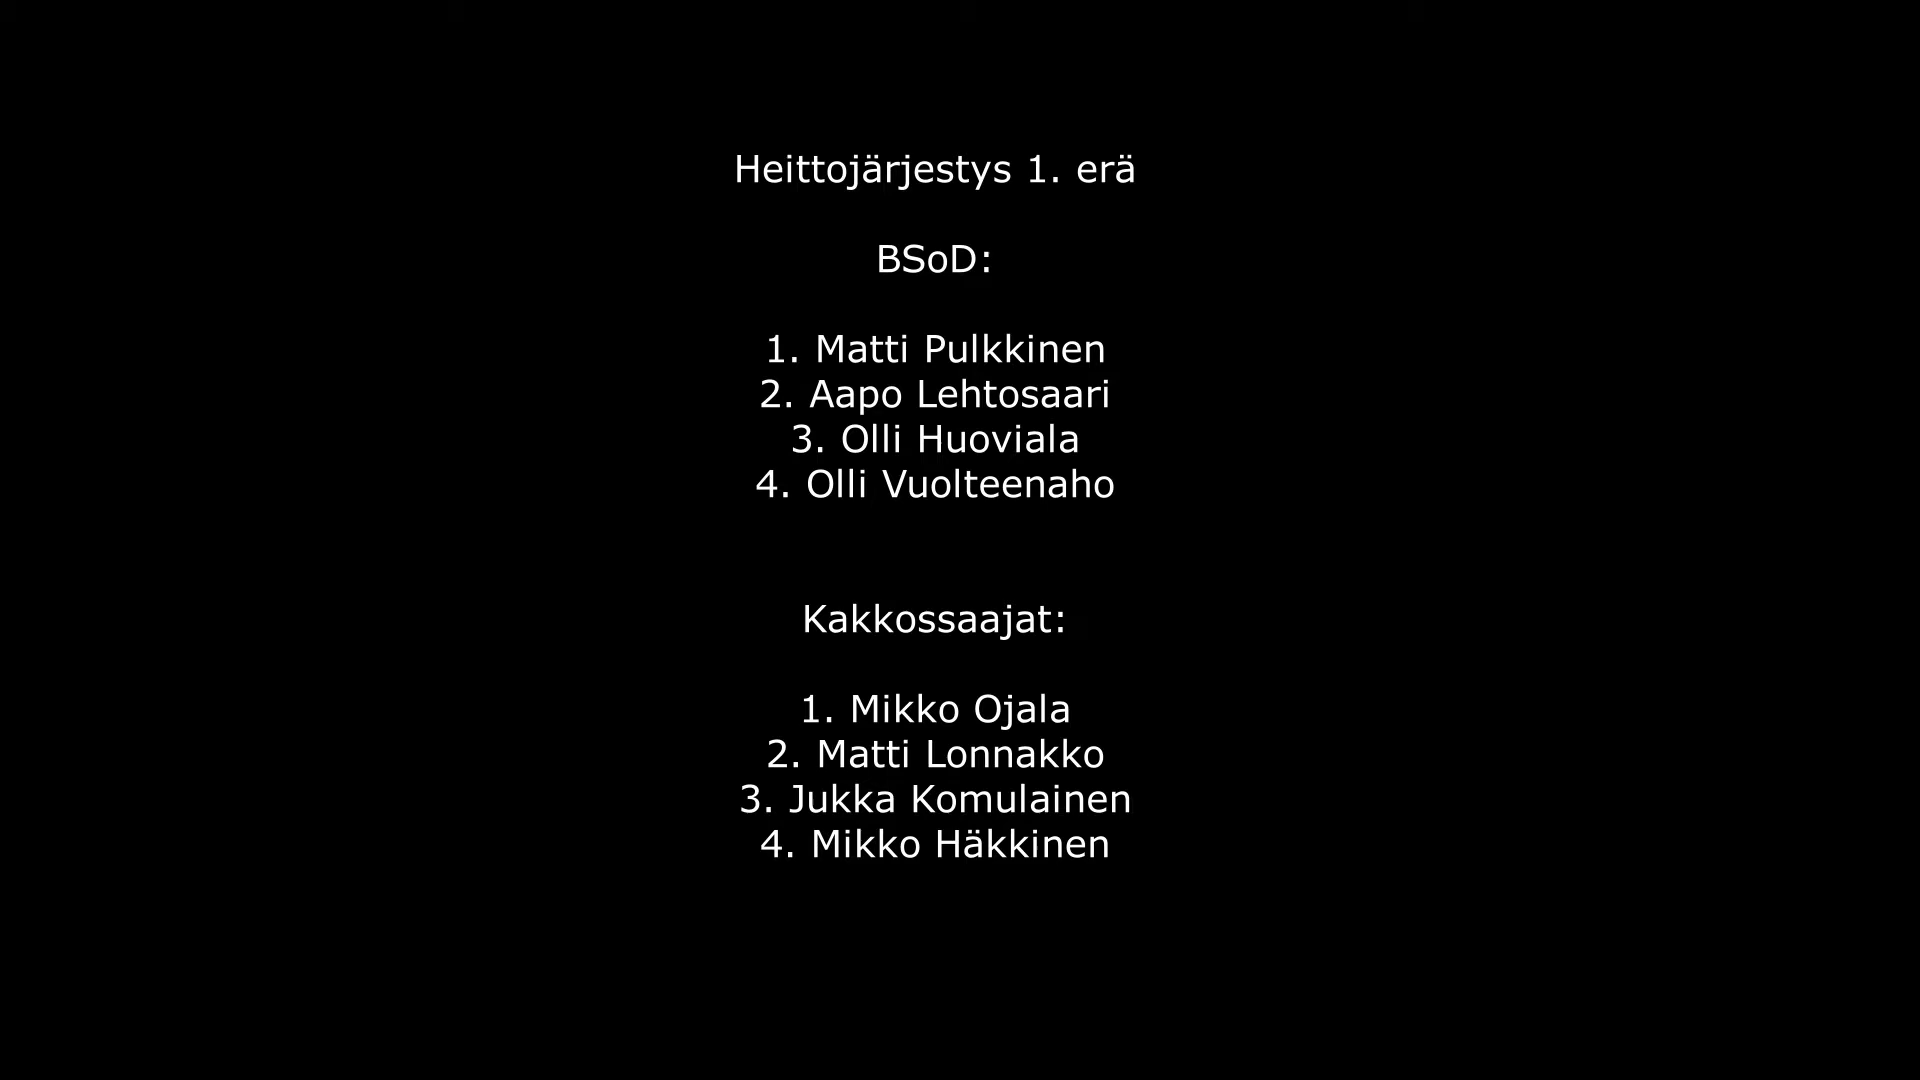 Heittojärjestys 1. erä
BSoD:
1. Matti Pulkkinen
2. Aapo Lehtosaari
3. Olli Huoviala
4. Olli Vuolteenaho
Kakkossaajat:
1. Mikko Ojala
2. Matti Lonnakko
3. Jukka Komulainen
4. Mikko Häkkinen